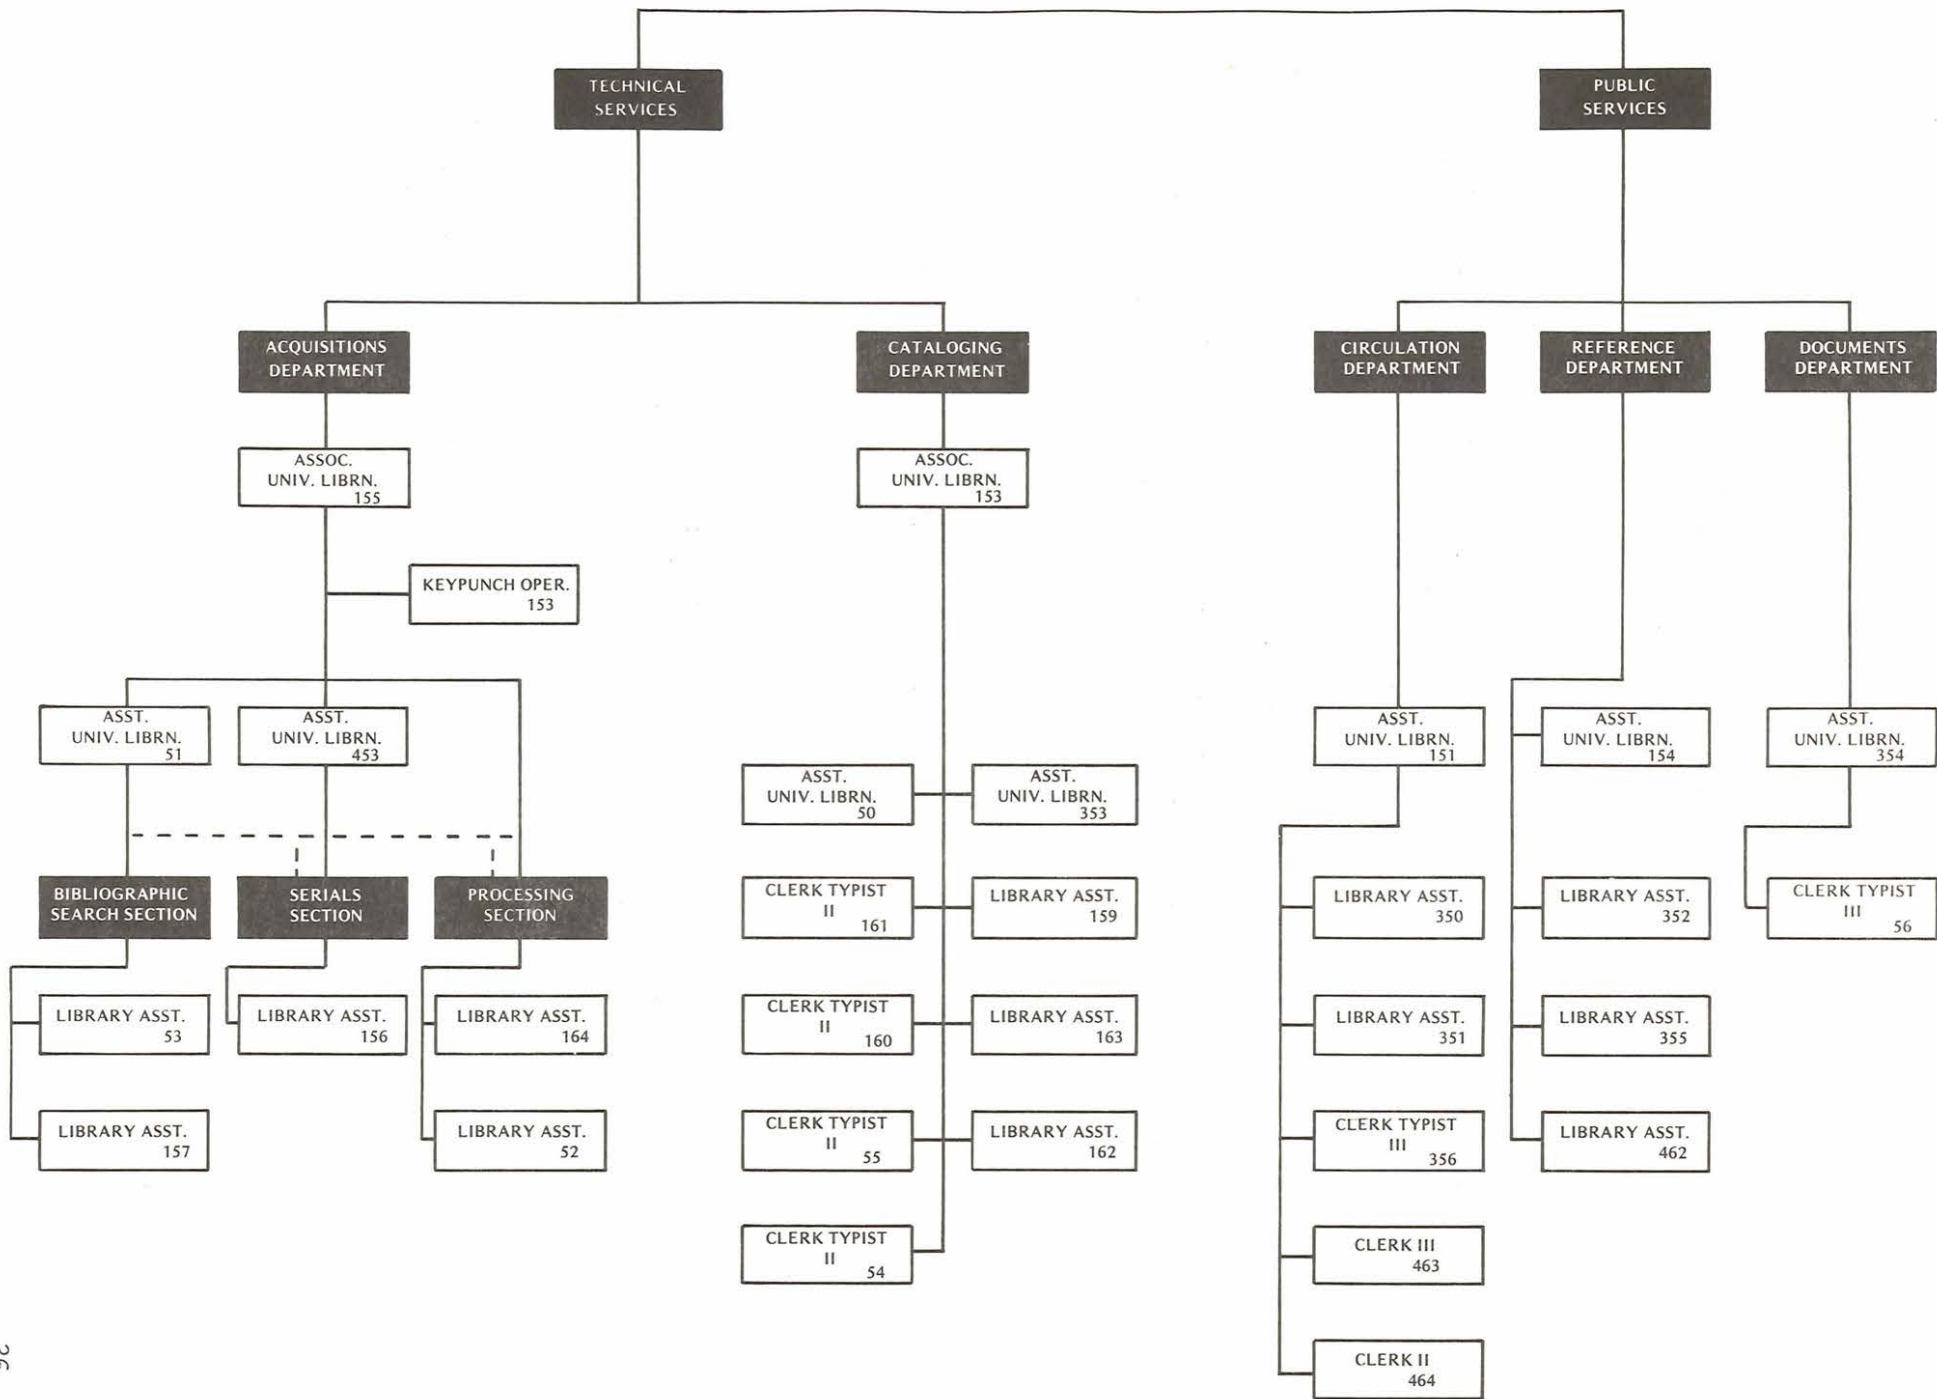 TECHNICAL
SERVICES
PUBLIC
SERVICES
ACQUISITIONS
DEPARTMENT
CATALOGING
DEPARTMENT
CIRCULATION
DEPARTMENT
REFERENCE
DEPARTMENT
DOCUMENTS
DEPARTMENT
ASSOC.
UNIV. LIBRN.
155
ASSOC.
UNIV. LIBRN.
153
KEYPUNCH OPER.
153
ASST.
UNIV. LIBRN.
51
ASST.
UNIV. LIBRN.
453
ASST.
UNIV. LIBRN.
50
ASST.
UNIV. LIBRN.
353
ASST.
UNIV. LIBRN.
151
ASST.
UNIV. LIBRN.
154
ASST.
UNIV. LIBRN.
354
BIBLIOGRAPHIC
SEARCH SECTION
SERIALS
SECTION
PROCESSING
SECTION
CLERK TYPIST
II
161
LIBRARY ASST.
159
LIBRARY ASST.
350
LIBRARY ASST.
352
CLERK TYPIST
III
56
LIBRARY ASST.
53
LIBRARY ASST.
156
LIBRARY ASST.
164
CLERK TYPIST
II
160
LIBRARY ASST.
163
LIBRARY ASST.
351
LIBRARY ASST.
355
LIBRARY ASST.
157
LIBRARY ASST.
52
CLERK TYPIST
II
55
LIBRARY ASST.
162
CLERK TYPIST
III
356
LIBRARY ASST.
462
CLERK TYPIST
II
54
CLERK III
463
CLERK II
464
26